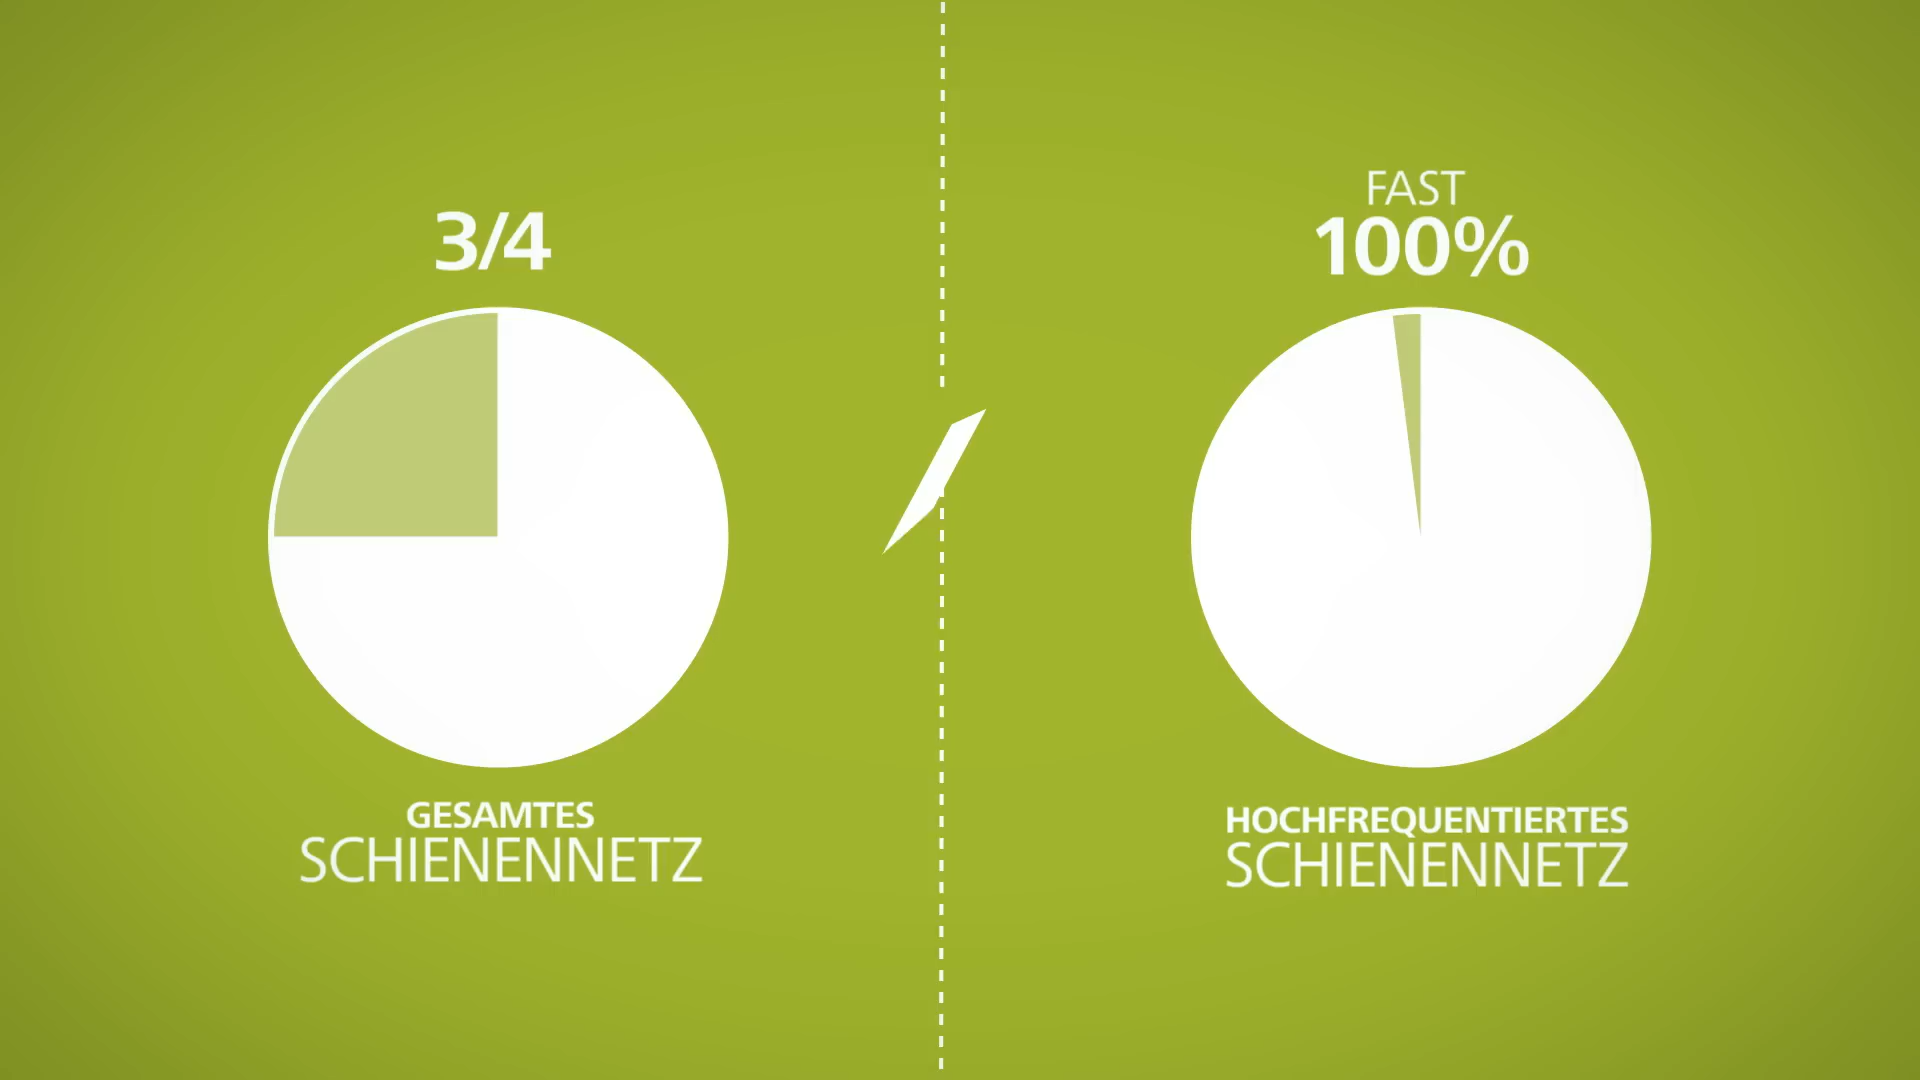 3/4
GESAMTES
SCHIENENNETZ
FAST
100%
HOCHFREQUENTIERTES
SCHIENENNETZ